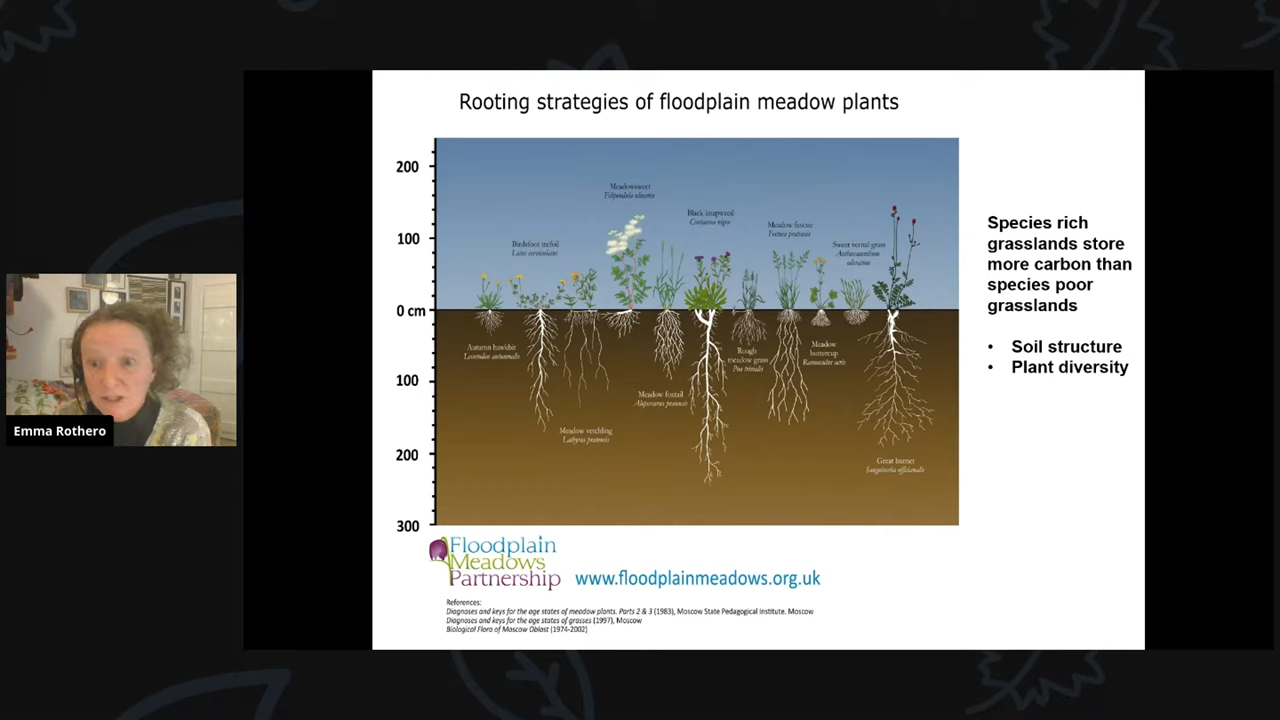 Rooting strategies of floodplain meadow plants
200
100
0 cm
100
200
300
Meadowsweet
Filipendula ulmaria
Black knapweed
Centaurea nigra
Birdsfoot trefoil
Lotus corniculatus
Meadow fescue
Festuca pratensis
Sweet vernal grass
Anthoxanthum
odoratum
Autumn hawkbit
Leontodon autumnalis
Rough
meadow grass
Poa trivialis
Meadow
buttercup
Ranunculus acris
Meadow foxtail
Alopecurus pratensis
Meadow vetchling
Lathyrus pratensis
Great burnet
Sanguisorba officinalis
Species rich
grasslands store
more carbon than
species poor
grasslands
• Soil structure
• Plant diversity
Emma Rothero
Floodplain
Meadows
Partnership
www.floodplainmeadows.org.uk
References:
Diagnoses and keys for the age states of meadow plants. Parts 2 & 3 (1983), Moscow State Pedagogical Institute. Moscow
Diagnoses and keys for the age states of grasses (1997), Moscow
Biological Flora of Moscow Oblast (1974-2002)